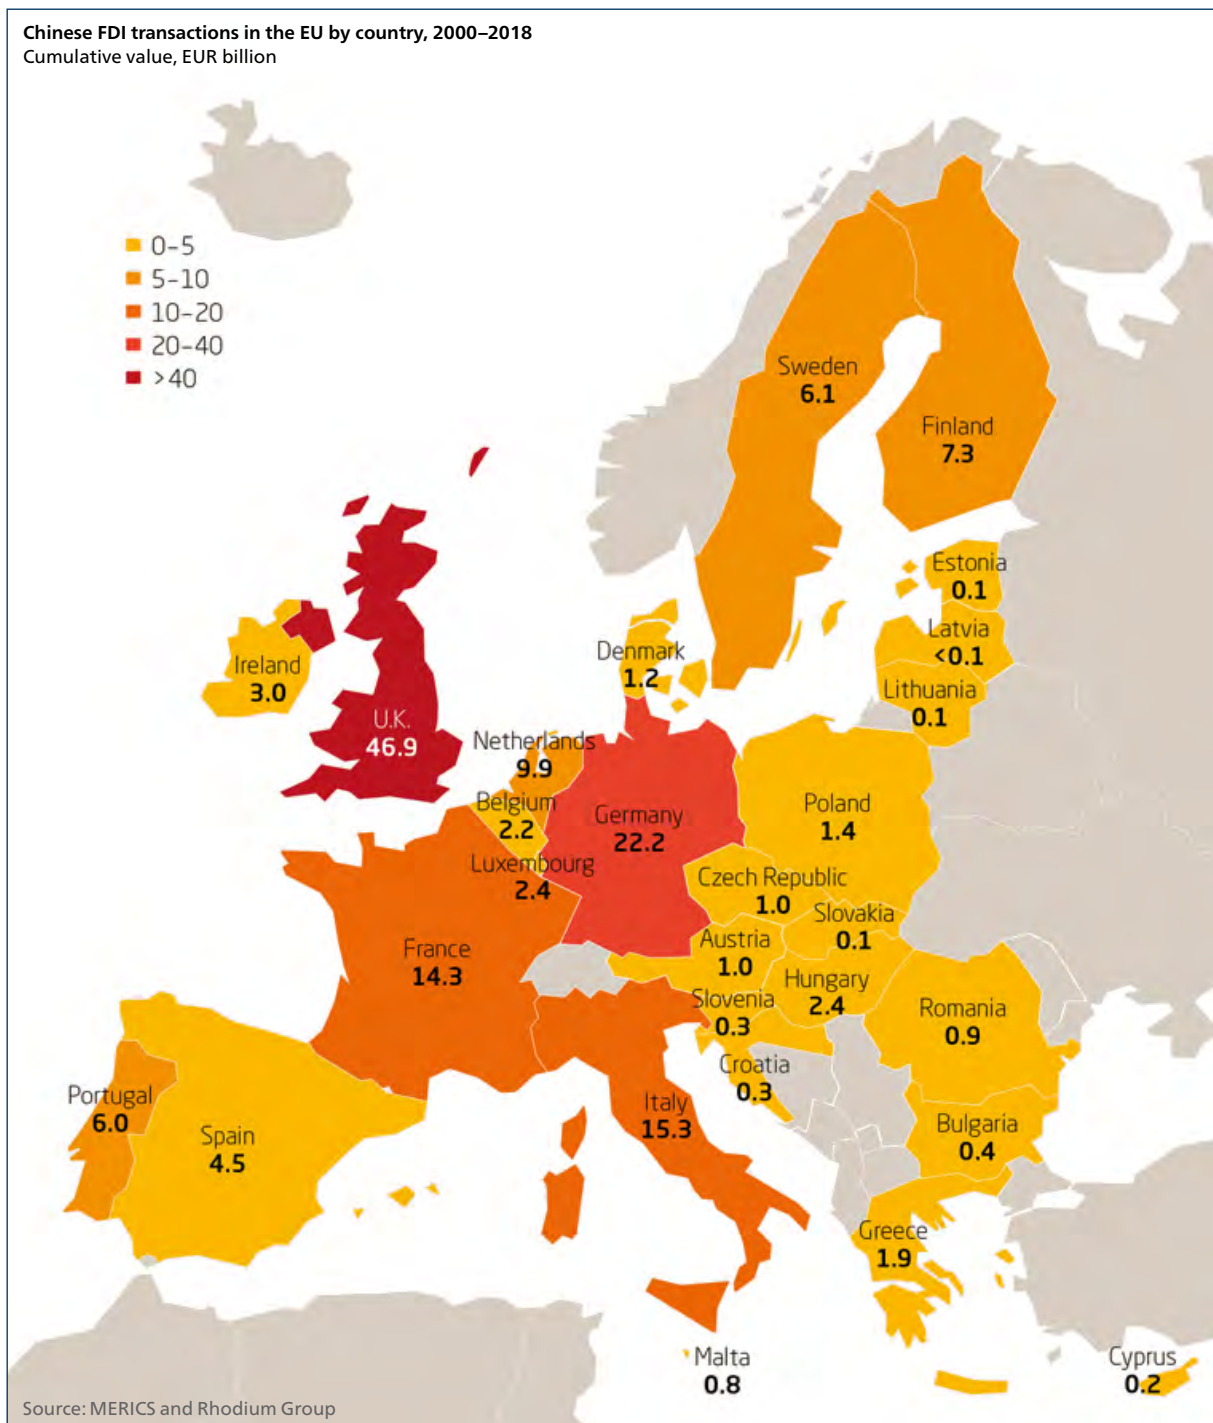 Chinese FDI transactions in the EU by country, 2000–2018
Cumulative value, EUR billion
0–5
5–10
10–20
20–40
>40
Sweden
6.1
Finland
7.3
Estonia
0.1
Latvia
<0.1
Lithuania
0.1
Denmark
1.2
Ireland
3.0
U.K.
46.9
Netherlands
9.9
Belgium
2.2
Luxembourg
2.4
Germany
22.2
Poland
1.4
Czech Republic
1.0
Slovakia
0.1
Austria
1.0
Hungary
2.4
Slovenia
0.3
Croatia
0.3
Romania
0.9
Bulgaria
0.4
France
14.3
Portugal
6.0
Spain
4.5
Italy
15.3
Greece
1.9
Malta
0.8
Cyprus
0.2
Source: MERICS and Rhodium Group